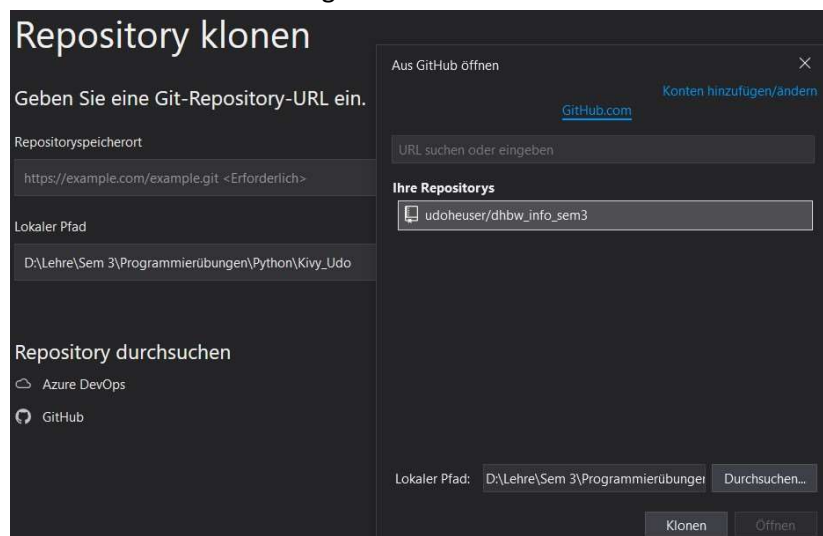 Repository klonen
Geben Sie eine Git-Repository-URL ein.
Repositoryspeicherort
https://example.com/example.git <Erforderlich>
Lokaler Pfad
D:\Lehre\Sem 3\Programmierübungen\Python\Kivy_Udo
Repository durchsuchen
Azure DevOps
GitHub
Aus GitHub öffnen
Konten hinzufügen/ändern
GitHub.com
URL suchen oder eingeben
Ihre Repositorys
udoheuser/dhbw_info_sem3
Lokaler Pfad: D:\Lehre\Sem 3\Programmierübunger Durchsuchen...
Klonen Öffnen